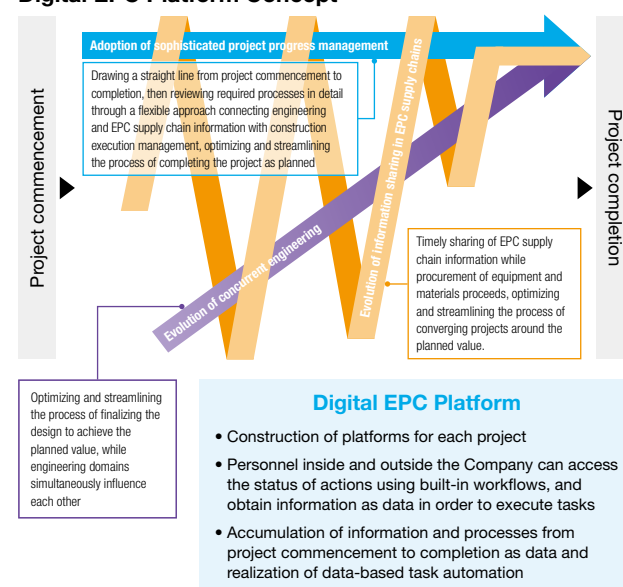 Digital EPC Platform Concept
Project commencement
Adoption of sophisticated project progress management
Drawing a straight line from project commencement to
completion, then reviewing required processes in detail
through a flexible approach connecting engineering
and EPC supply chain information with construction
execution management, optimizing and streamlining
the process of completing the project as planned
Evolution of concurrent engineering
Evolution of information sharing in EPC supply chains
Project completion
Timely sharing of EPC supply
chain information while
procurement of equipment and
materials proceeds, optimizing
and streamlining the process of
converging projects around the
planned value.
Optimizing and streamlining
the process of finalizing the
design to achieve the
planned value, while
engineering domains
simultaneously influence
each other
Digital EPC Platform
• Construction of platforms for each project
• Personnel inside and outside the Company can access
the status of actions using built-in workflows, and
obtain information as data in order to execute tasks
• Accumulation of information and processes from
project commencement to completion as data and
realization of data-based task automation